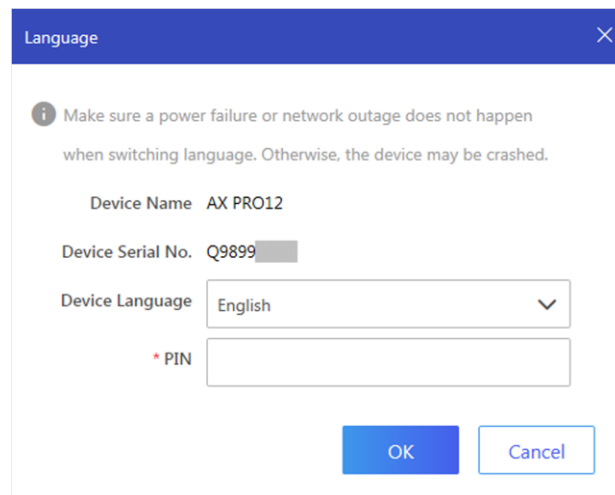 Language
Make sure a power failure or network outage does not happen
when switching language. Otherwise, the device may be crashed.
Device Name AX PRO12
Device Serial No. Q9899
Device Language English
* PIN
OK Cancel